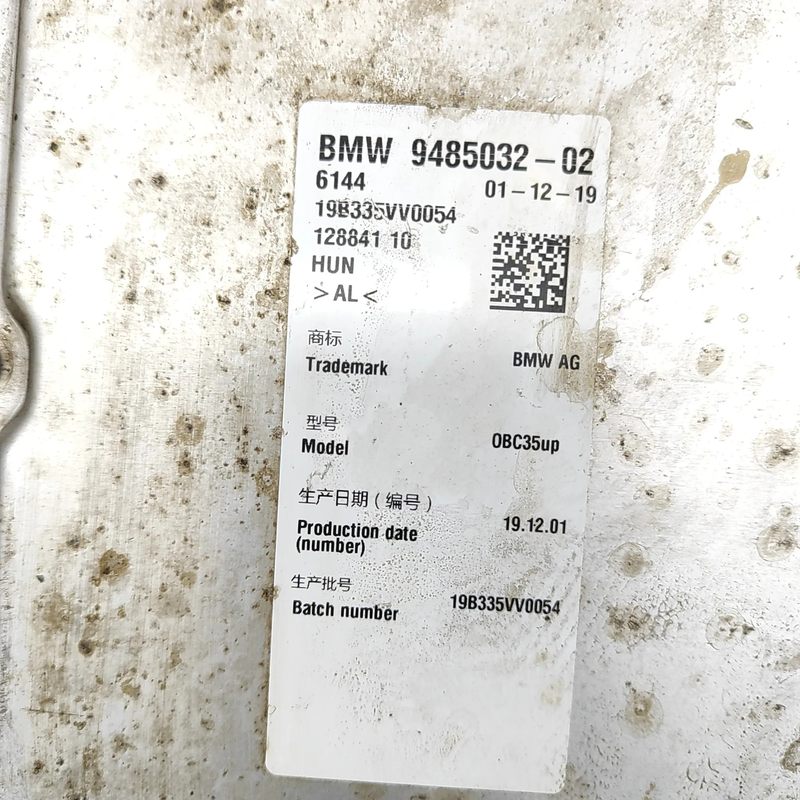 BMW 9485032-02
6144 01-12-19
19B335VV0054
128841 10
HUN
>AL<
商标
Trademark BMW AG
型号
Model OBC35up
生产日期(编号)
Production date 19.12.01
(number)
生产批号
Batch number 19B335VV0054